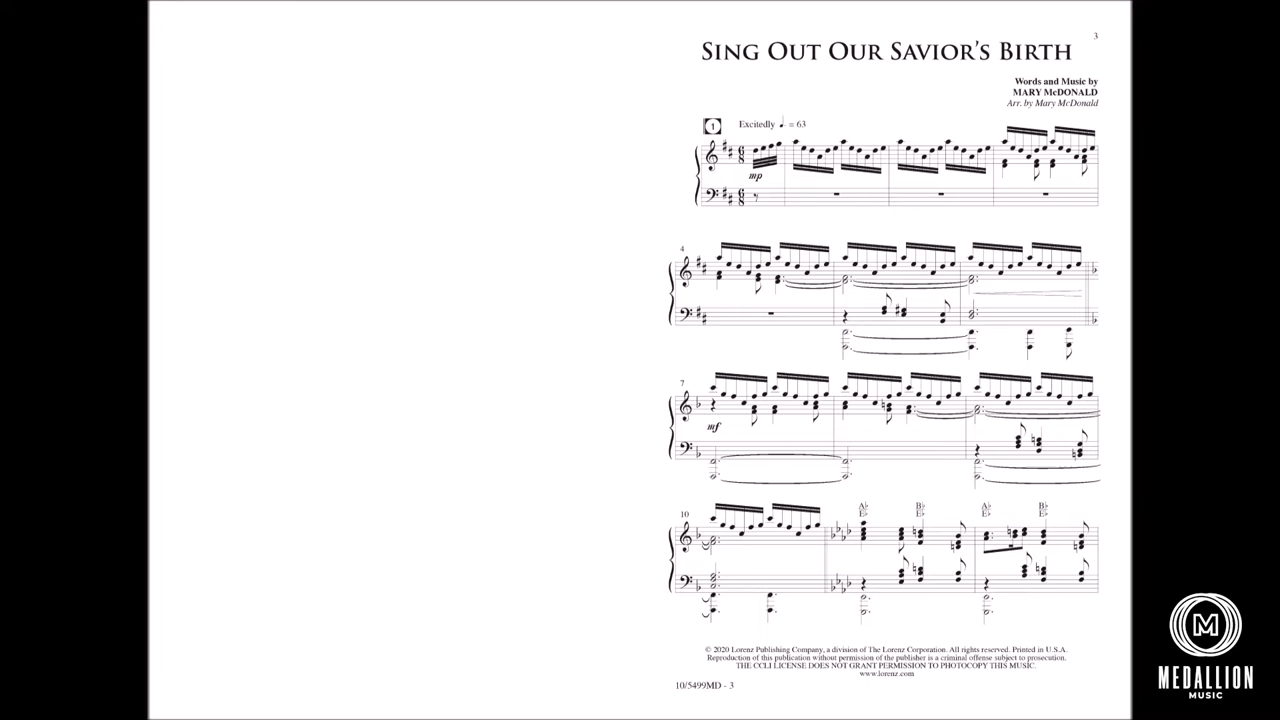 3
SING OUT OUR SAVIOR'S BIRTH
Words and Music by
MARY McDONALD
Arr. by Mary McDonald
1
Excitedly ♩. = 63
mp
4
7
mf
10
A♭ B♭ A♭ B♭
E♭ E♭ E♭ E♭
© 2020 Lorenz Publishing Company, a division of The Lorenz Corporation. All rights reserved. Printed in U.S.A.
Reproduction of this publication without permission of the publisher is a criminal offense subject to prosecution.
THE CCLI LICENSE DOES NOT GRANT PERMISSION TO PHOTOCOPY THIS MUSIC.
www.lorenz.com
10/5499MD - 3
M
MEDALLION
MUSIC